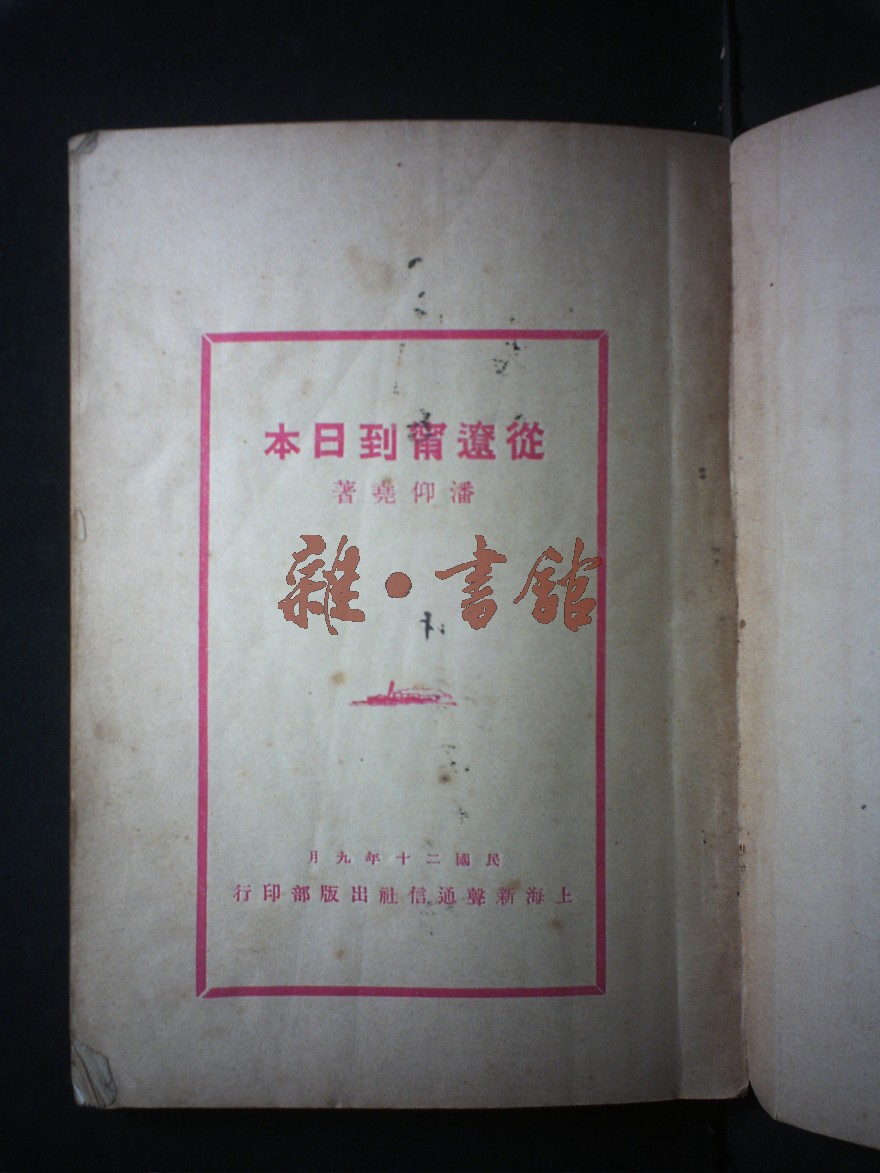 從遼甯到日本
潘仰堯著
雜·書館
民國二十年九月
上海新聲通信社出版部印行